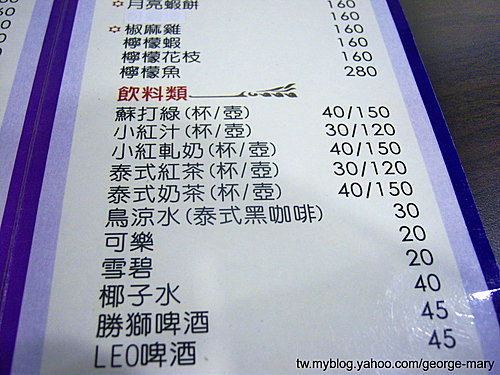 ✡月亮蝦餅 160
160
✡椒麻雞 160
檸檬蝦 160
檸檬花枝 160
檸檬魚 280
飲料類
蘇打綠(杯/壺) 40/150
小紅汁(杯/壺) 30/120
小紅軋奶(杯/壺) 40/150
泰式紅茶(杯/壺) 30/120
泰式奶茶(杯/壺) 40/150
鳥涼水(泰式黑咖啡) 30
可樂 20
雪碧 20
椰子水 40
勝獅啤酒 45
LEO啤酒 45
tw.myblog.yahoo.com/george-mary